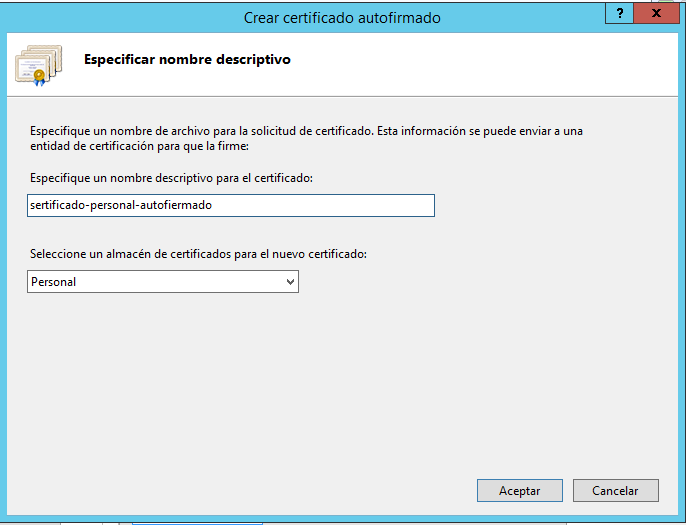 Crear certificado autofirmado
?
x
Especificar nombre descriptivo
Especifique un nombre de archivo para la solicitud de certificado. Esta información se puede enviar a una
entidad de certificación para que la firme:
Especifique un nombre descriptivo para el certificado:
sertificado-personal-autofiermado
Seleccione un almacén de certificados para el nuevo certificado:
Personal
Aceptar
Cancelar